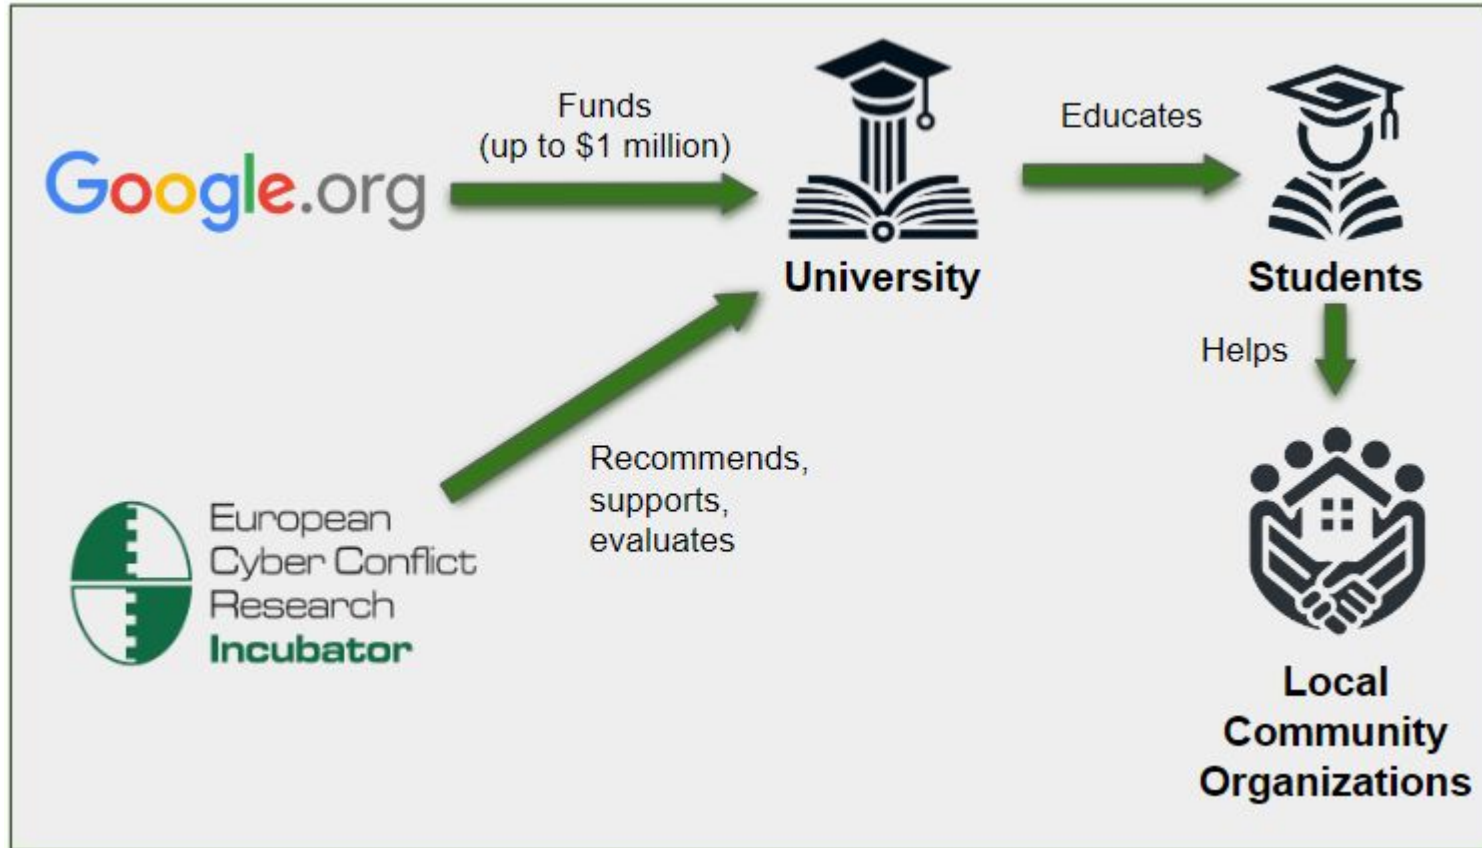 Google.org
Funds
(up to $1 million)
University
Educates
Students
Helps
Recommends,
supports,
evaluates
European
Cyber Conflict
Research
Incubator
Local
Community
Organizations